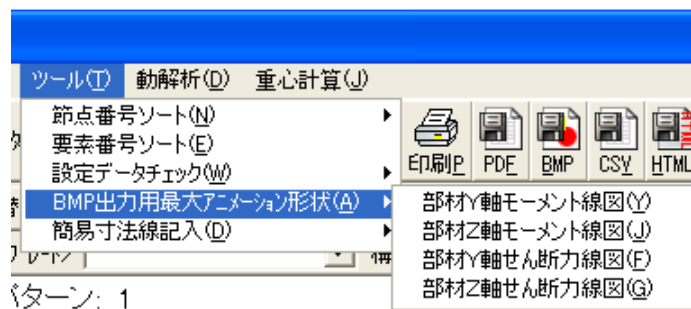 ツール(T) 動解析(D) 重心計算(J)
節点番号ソート(N)
要素番号ソート(E)
設定データチェック(W)
BMP出力用最大アニメーション形状(A)
簡易寸法線記入(D)
印刷P PDF BMP CSV HTML
部材Y軸モーメント線図(Y)
部材Z軸モーメント線図(J)
部材Y軸せん断力線図(F)
部材Z軸せん断力線図(G)
パターン: 1